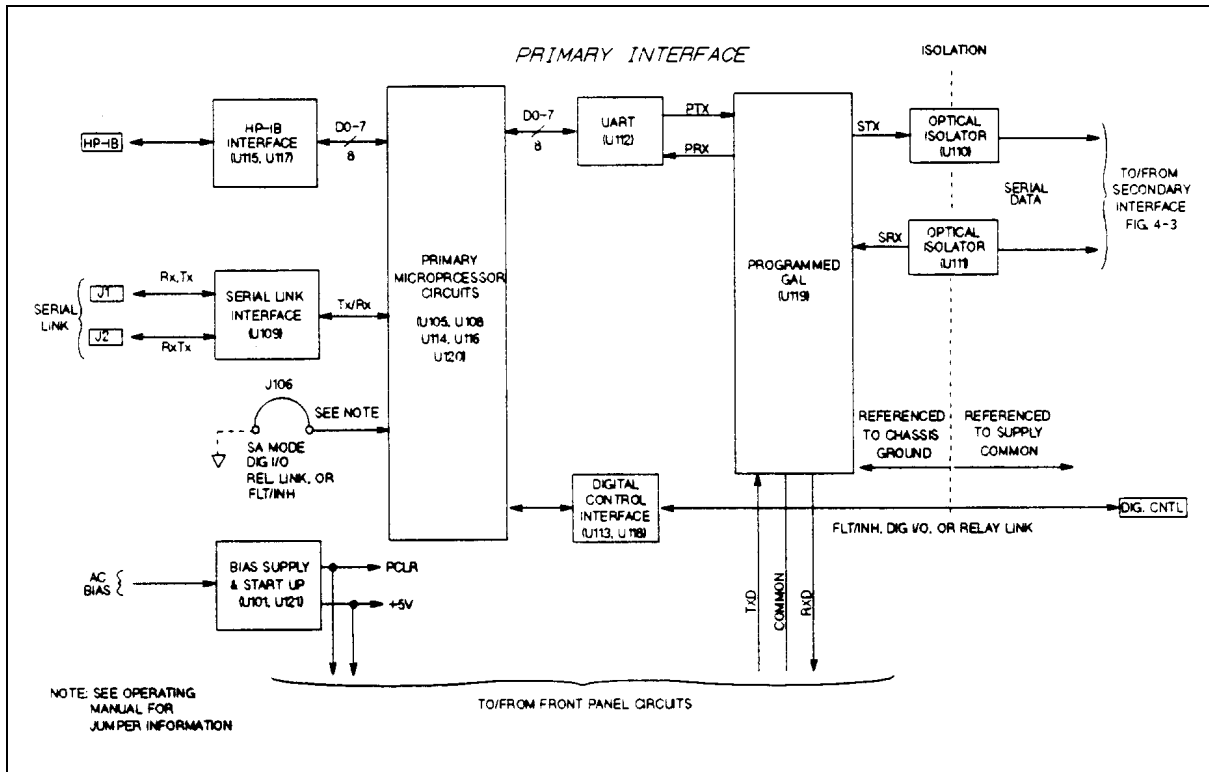 PRIMARY INTERFACE
ISOLATION
HP-IB
HP-IB
INTERFACE
(U115, U117)
D0-7
8
D0-7
8
UART
(U112)
PTX
PRX
STX
OPTICAL
ISOLATOR
(U110)
SERIAL
DATA
TO/FROM
SECONDARY
INTERFACE
FIG. 4-3
SRX
OPTICAL
ISOLATOR
(U111)
PRIMARY
MICROPRCESSOR
CIRCUITS
(U105, U108
U114, U116
U120)
PROGRAMMED
GAL
(U119)
SERIAL
LINK
J1
J2
Rx,Tx
RxTx
SERIAL LINK
INTERFACE
(U109)
Tx/Rx
J106
SEE NOTE
SA MODE
DIG I/O
REL. LINK, OR
FLT/INH
REFERENCED
TO CHASSIS
GROUND
REFERENCED
TO SUPPLY
COMMON
DIGITAL
CONTROL
INTERFACE
(U113, U118)
DIG. CNTL
FLT/INH, DIG I/O, OR RELAY LINK
AC
BIAS
BIAS SUPPLY
& START UP
(U101, U121)
PCLR
+5V
TXD
COMMON
RXD
TO/FROM FRONT PANEL CIRCUITS
NOTE: SEE OPERATING
MANUAL FOR
JUMPER INFORMATION